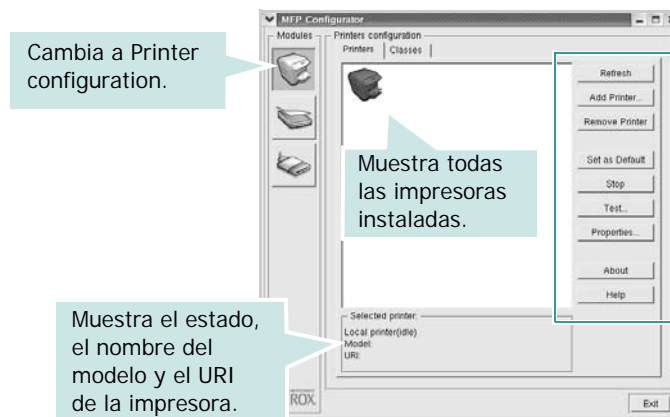 MFP Configurator
Modules
Printers configuration
Printers
Classes
Cambia a Printer
configuration.
Refresh
Add Printer...
Remove Printer
Set as Default
Stop
Test...
Properties...
About
Help
Muestra todas
las impresoras
instaladas.
Selected printer:
Local printer(idle)
Model:
URI:
Muestra el estado,
el nombre del
modelo y el URI
de la impresora.
ROX
Exit